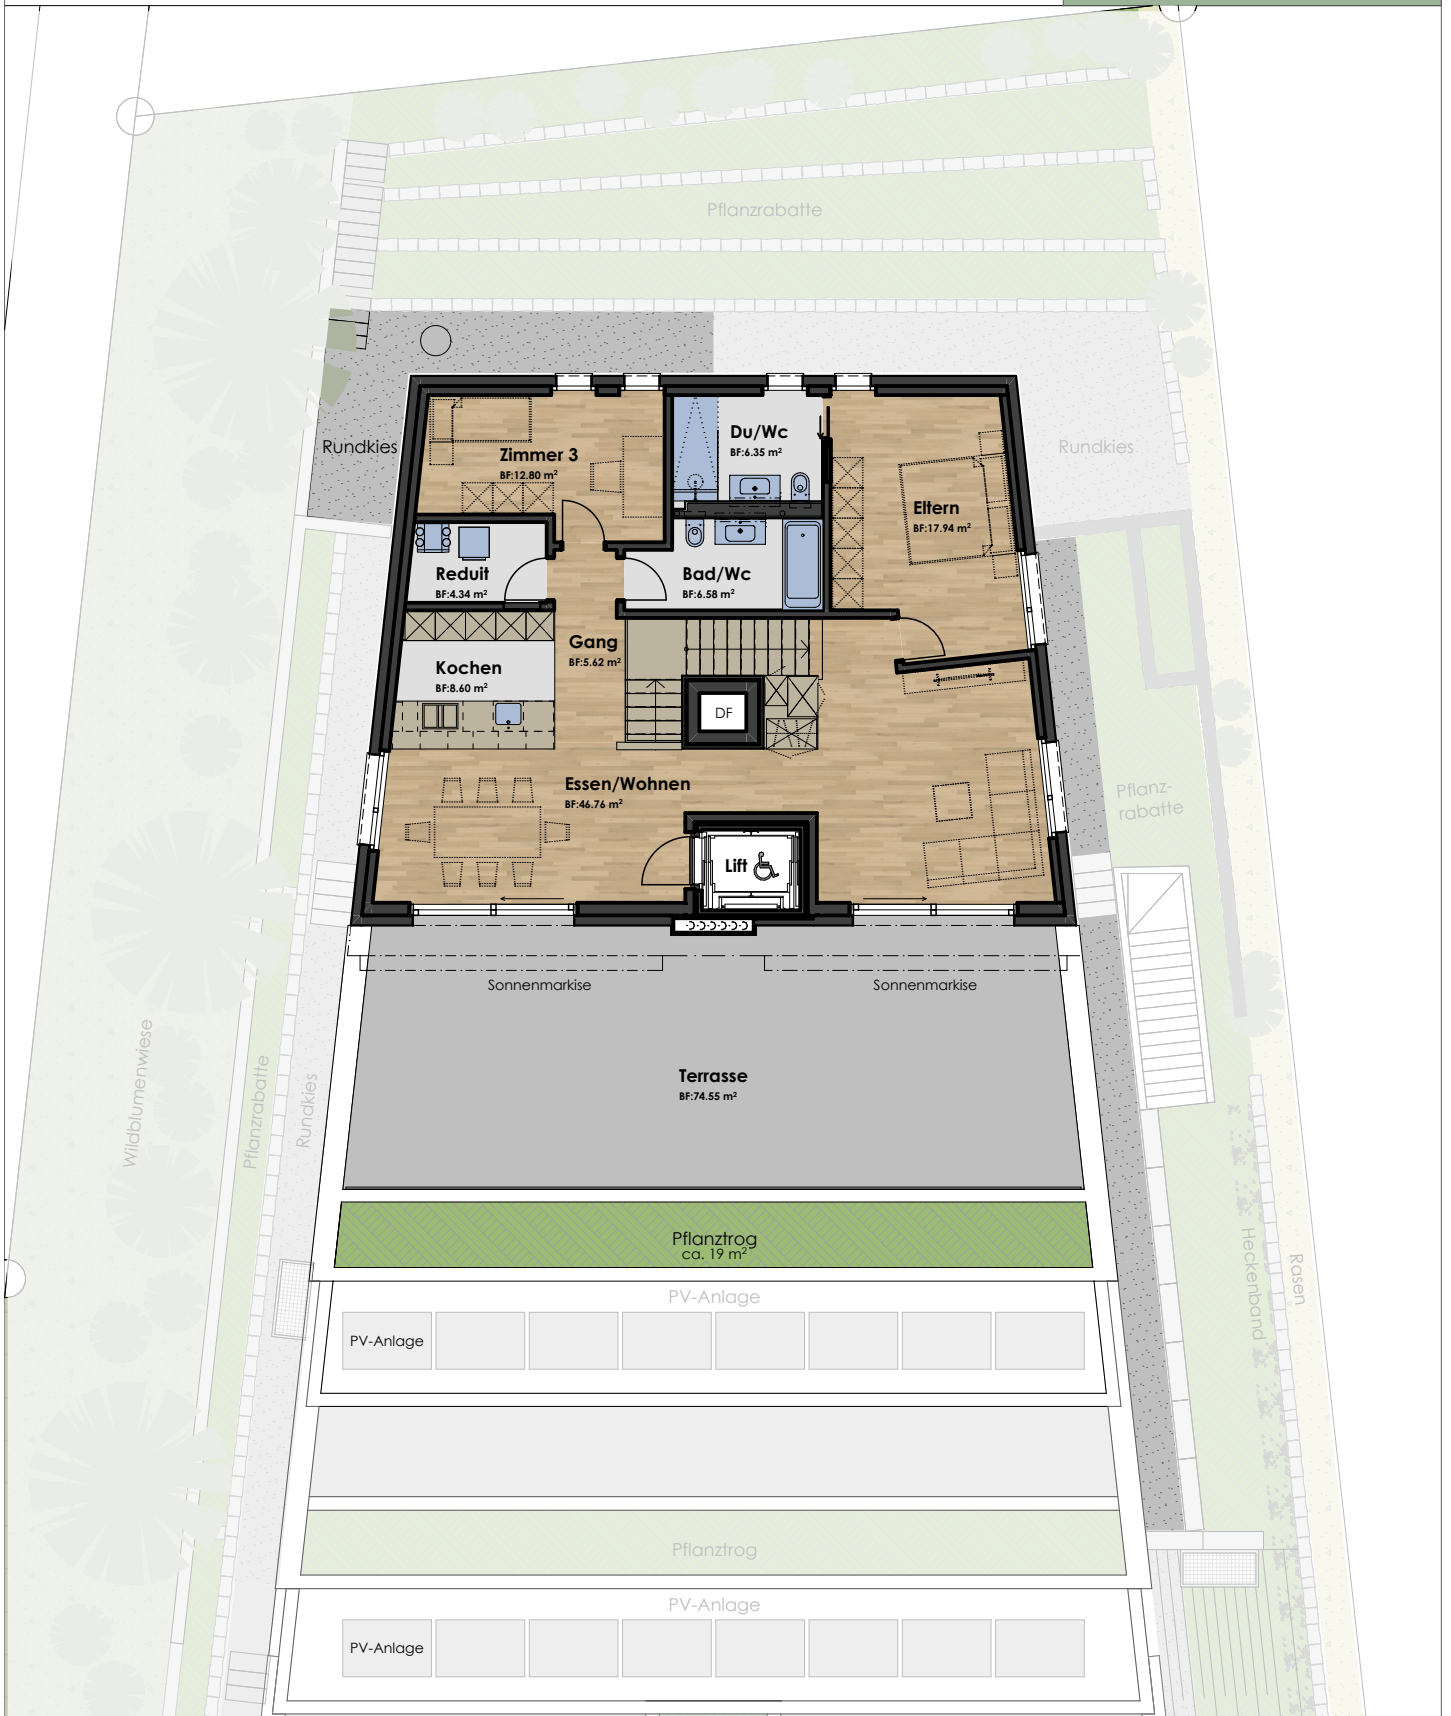 Pflanzrabatte
Rundkies
Rundkies
Zimmer 3
BF:12.80 m²
Du/Wc
BF:6.35 m²
Eltern
BF:17.94 m²
Reduit
BF:4.34 m²
Bad/Wc
BF:6.58 m²
Gang
BF:5.62 m²
Kochen
BF:8.60 m²
DF
Essen/Wohnen
BF:46.76 m²
Lift
Pflanz-
rabatte
Sonnenmarkise
Sonnenmarkise
Terrasse
BF:74.55 m²
Wildblumenwiese
Pflanzrabatte
Rundkies
Pflanztrog
ca. 19 m²
Heckenband
Rasen
PV-Anlage
PV-Anlage
Pflanztrog
PV-Anlage
PV-Anlage